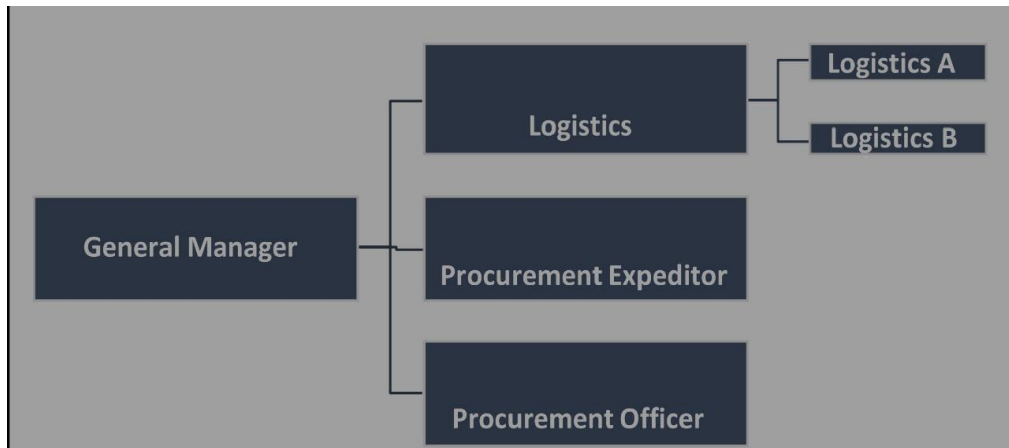 General Manager
Logistics
Logistics A
Logistics B
Procurement Expeditor
Procurement Officer